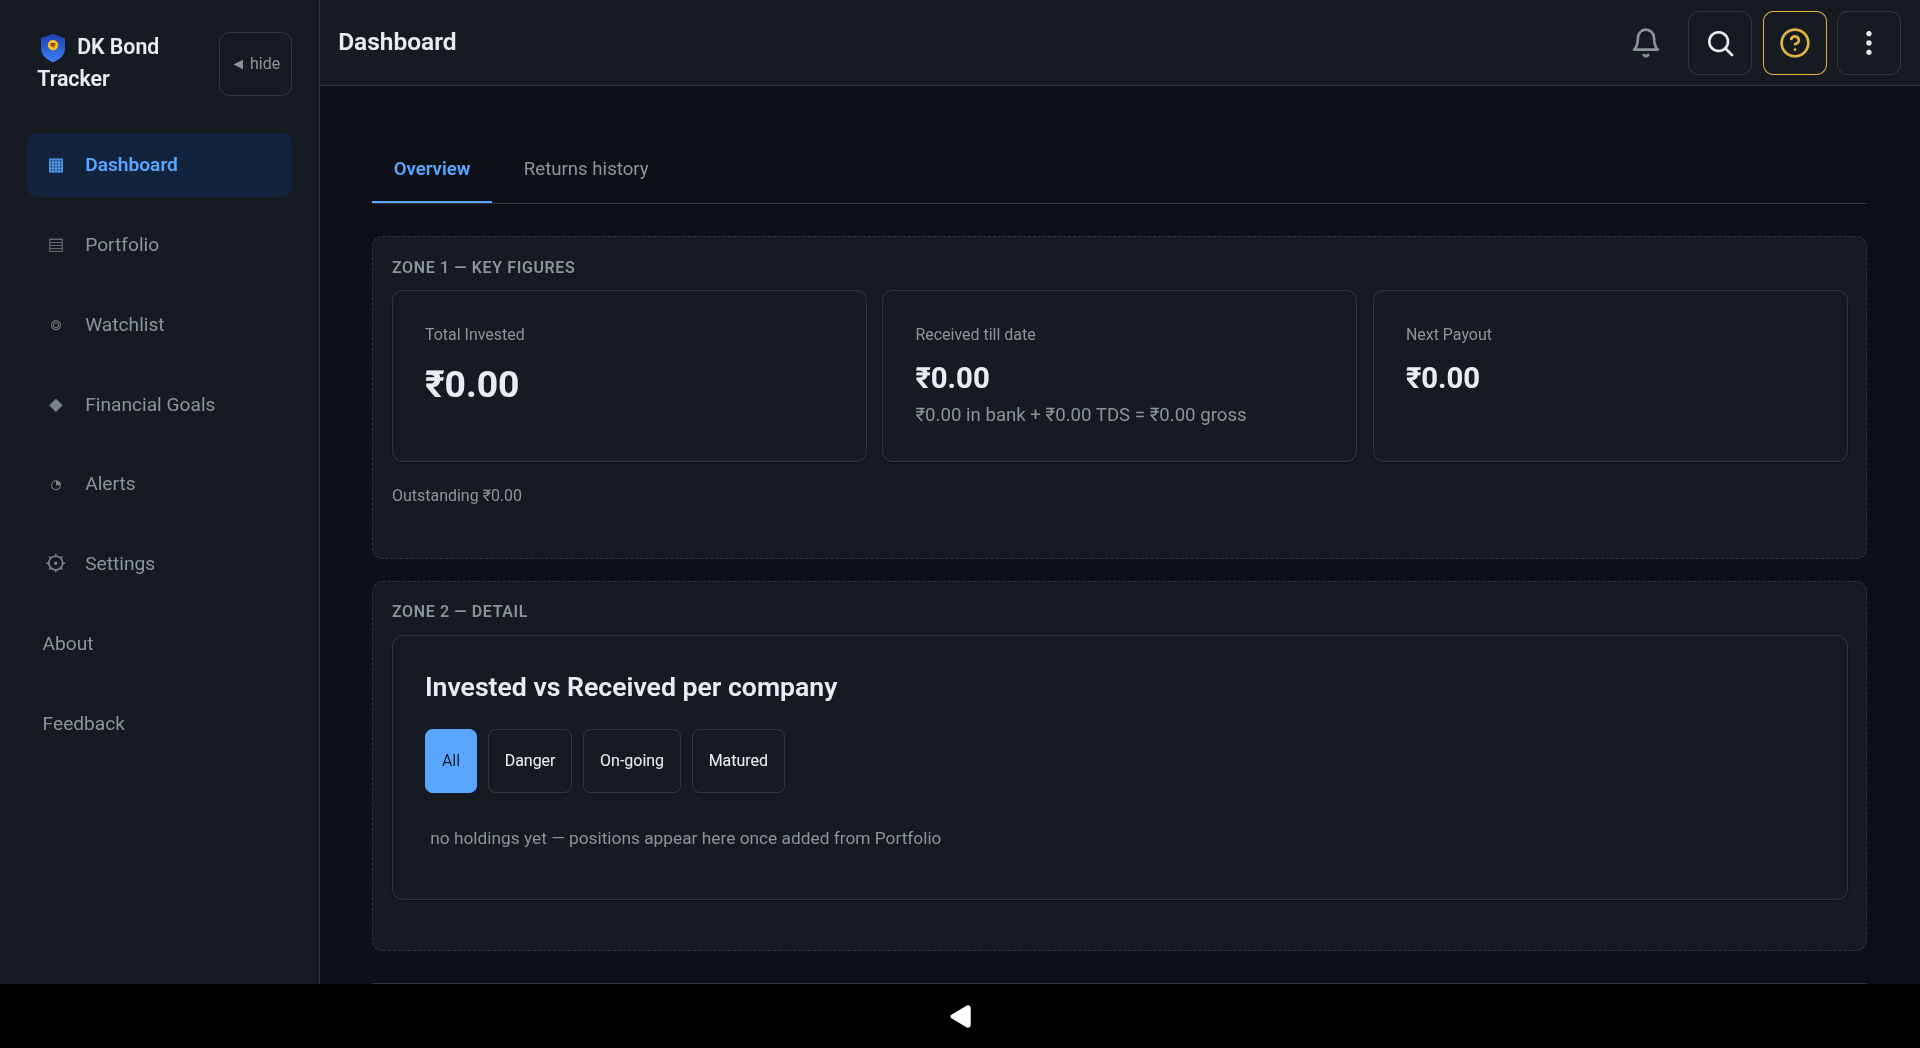 DK Bond
Tracker
◄ hide
Dashboard
Portfolio
Watchlist
Financial Goals
Alerts
Settings
About
Feedback
Dashboard
Overview
Returns history
ZONE 1 — KEY FIGURES
Total Invested
₹0.00
Received till date
₹0.00
₹0.00 in bank + ₹0.00 TDS = ₹0.00 gross
Next Payout
₹0.00
Outstanding ₹0.00
ZONE 2 — DETAIL
Invested vs Received per company
All
Danger
On-going
Matured
no holdings yet — positions appear here once added from Portfolio